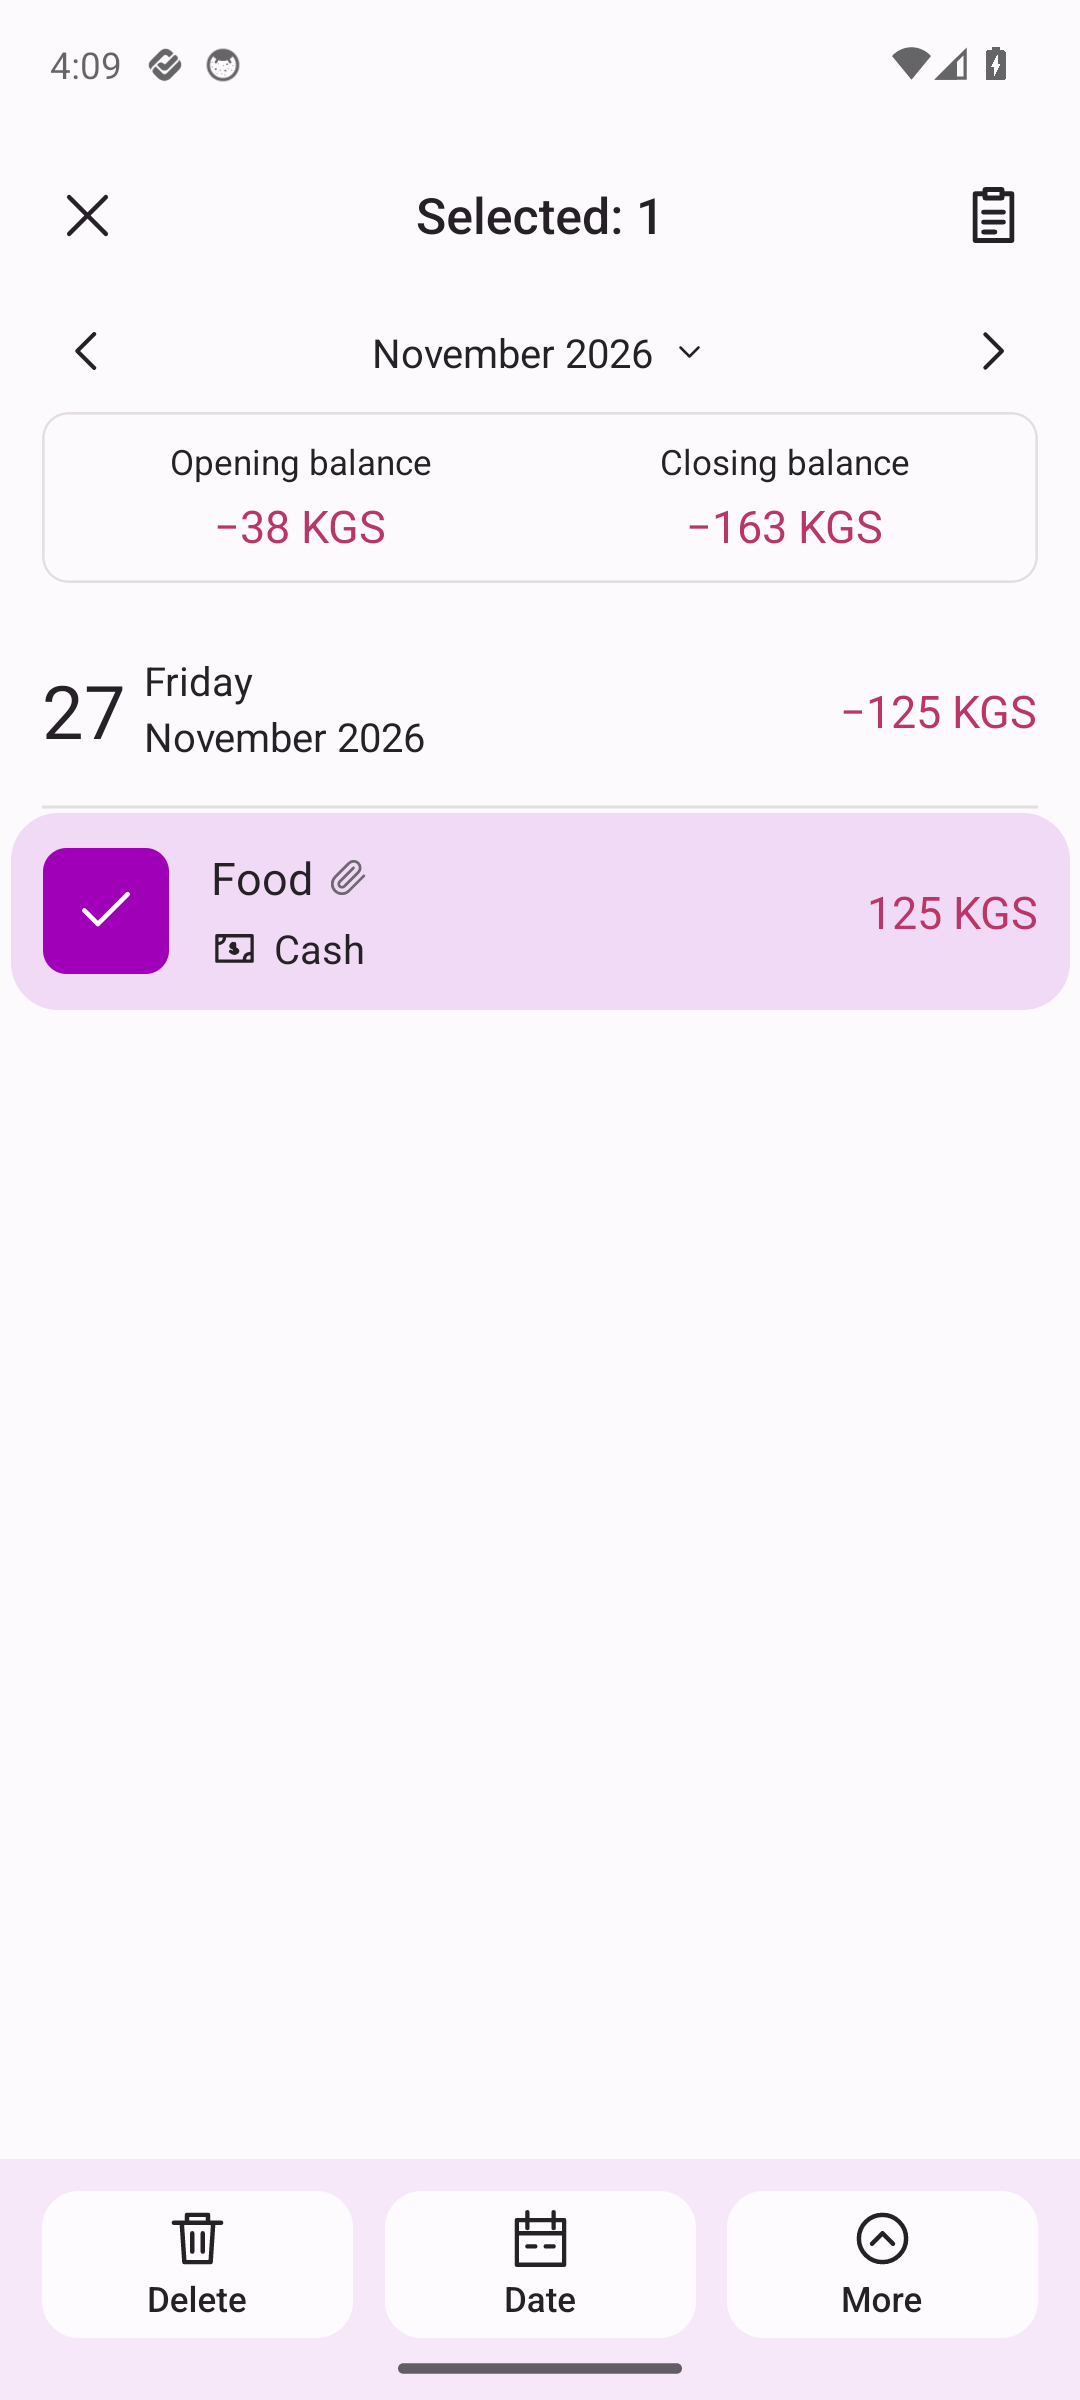 4:09
Selected: 1
November 2026
Opening balance
−38 KGS
Closing balance
−163 KGS
27
Friday
November 2026
−125 KGS
Food
Cash
125 KGS
Delete
Date
More